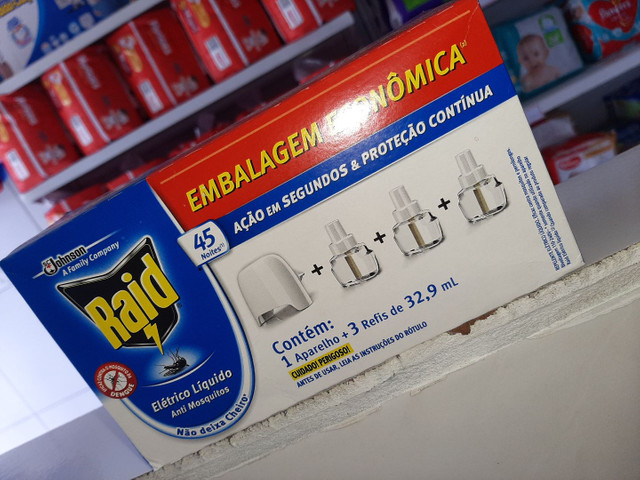 EMBALAGEM ECONÔMICA
AÇÃO EM SEGUNDOS & PROTEÇÃO CONTÍNUA
45
Noites
Johnson
A Family Company
Raid
Elétrico Líquido
Anti Mosquitos
Não deixa Cheiro
DENGUE
Contém:
1 Aparelho + 3 Refis de 32,9 mL
CUIDADO! PERIGOSO!
ANTES DE USAR, LEIA AS INSTRUÇÕES DO RÓTULO